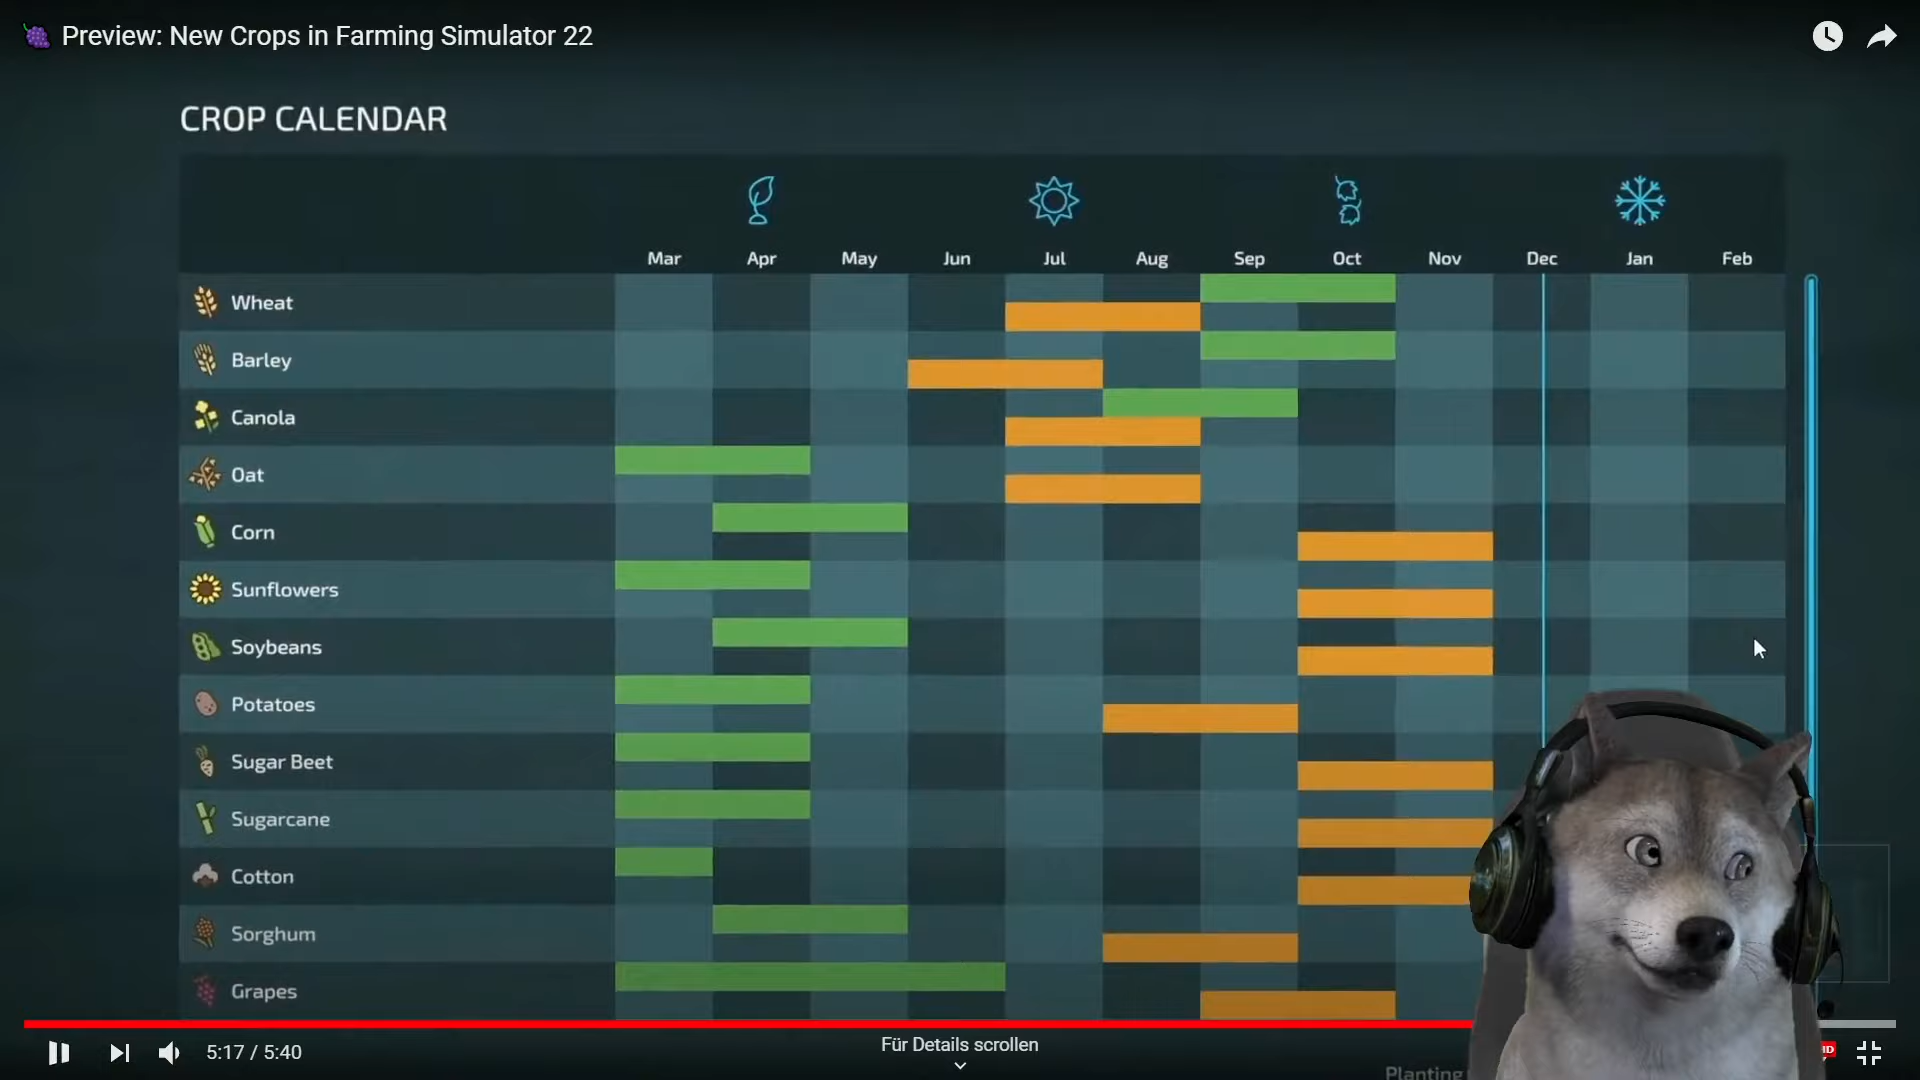 Preview: New Crops in Farming Simulator 22
CROP CALENDAR
Mar Apr May Jun Jul Aug Sep Oct Nov Dec Jan Feb
Wheat
Barley
Canola
Oat
Corn
Sunflowers
Soybeans
Potatoes
Sugar Beet
Sugarcane
Cotton
Sorghum
Grapes
5:17 / 5:40
Für Details scrollen
HD
Planting